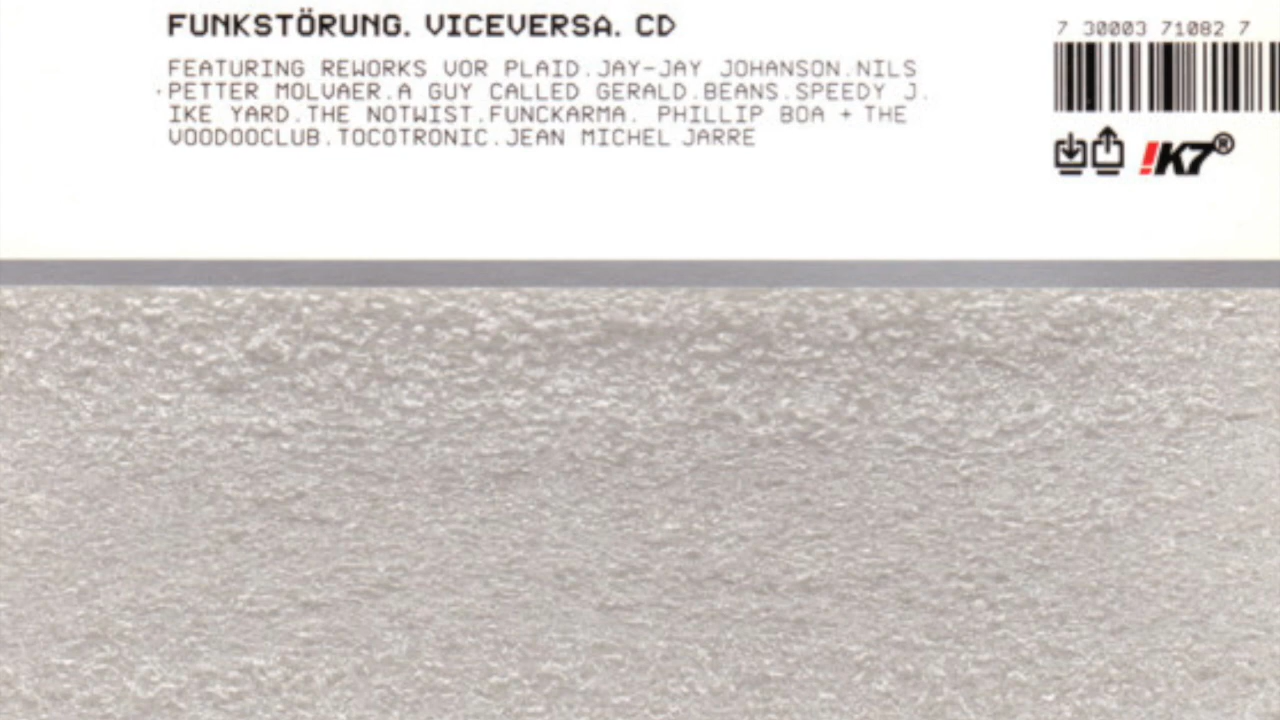 FUNKSTÖRUNG. VICEVERSA. CD
7 30003 71082 7
FEATURING REWORKS VOR PLAID.JAY-JAY JOHANSON.NILS
PETTER MOLVAER.A GUY CALLED GERALD.BEANS.SPEEDY J.
IKE YARD.THE NOTWIST.FUNCKARMA. PHILLIP BOA + THE
VOODOOCLUB.TOCOTRONIC.JEAN MICHEL JARRE
!K7®